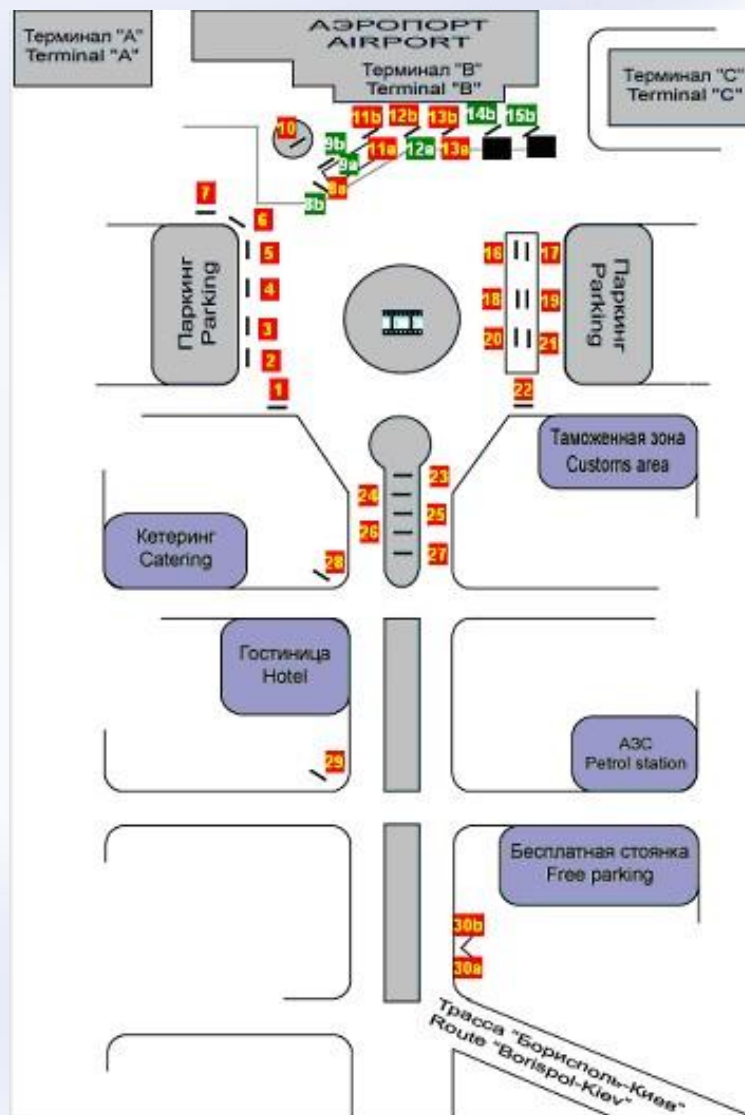 Терминал "А"
Terminal "A"
АЭРОПОРТ
AIRPORT
Терминал "В"
Terminal "B"
Терминал "С"
Terminal "C"
10
11b
12b
13b
14b
15b
9b
9a
11a
12a
13a
8a
8b
7
6
5
4
3
2
1
Паркинг
Parking
16
17
18
19
20
21
22
Паркинг
Parking
Таможенная зона
Customs area
23
24
25
26
27
28
Кетеринг
Catering
Гостиница
Hotel
29
АЗС
Petrol station
Бесплатная стоянка
Free parking
30b
30a
Трасса "Борисполь-Киев"
Route "Borispol-Kiev"